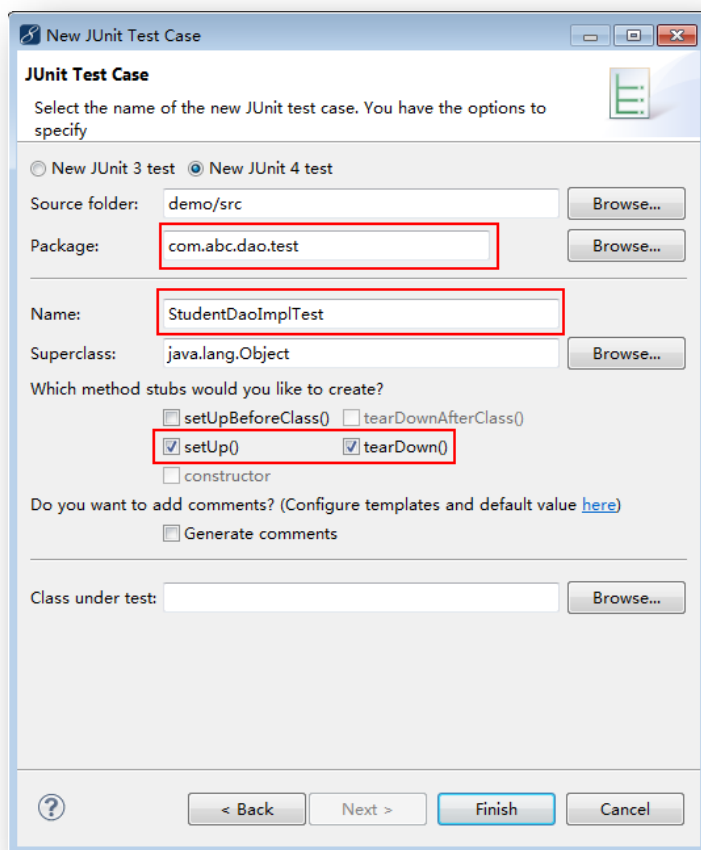 New JUnit Test Case
JUnit Test Case
Select the name of the new JUnit test case. You have the options to
specify
New JUnit 3 test New JUnit 4 test
Source folder: demo/src Browse...
Package: com.abc.dao.test Browse...
Name: StudentDaoImplTest
Superclass: java.lang.Object Browse...
Which method stubs would you like to create?
setUpBeforeClass() tearDownAfterClass()
setUp() tearDown()
constructor
Do you want to add comments? (Configure templates and default value here)
Generate comments
Class under test: Browse...
? < Back Next > Finish Cancel